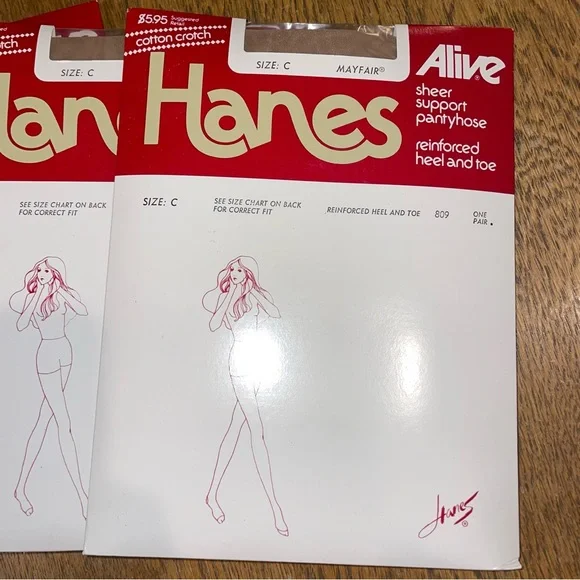 otch
SIZE: C
Hanes
SEE SIZE CHART ON BACK
FOR CORRECT FIT
$5.95 Suggested
Retail
cotton crotch
SIZE: C MAYFAIR®
Alive®
sheer
support
pantyhose
reinforced
heel and toe
Hanes
SIZE: C
SEE SIZE CHART ON BACK
FOR CORRECT FIT
REINFORCED HEEL AND TOE 809 ONE
PAIR
Hanes®